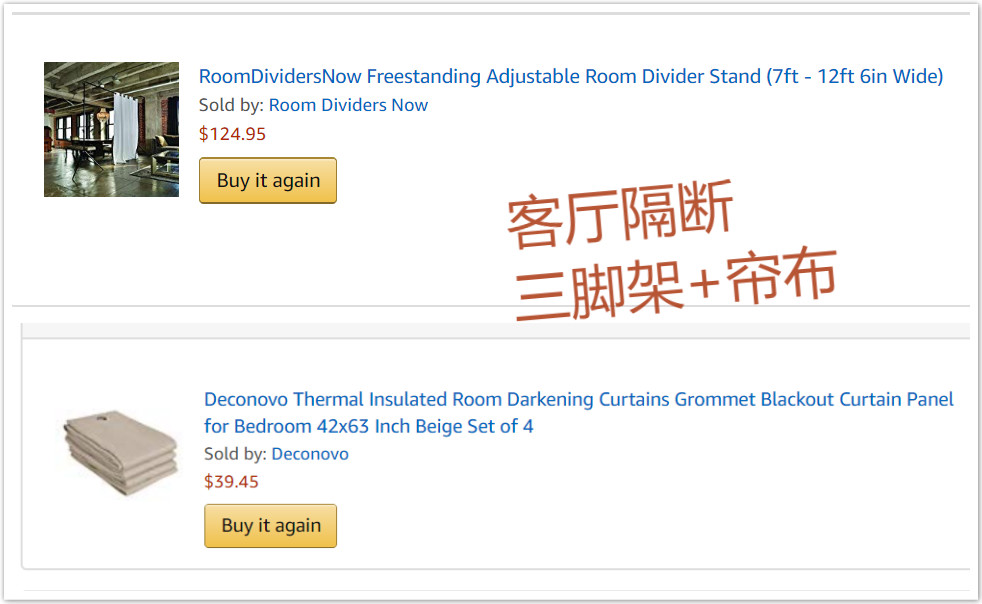 RoomDividersNow Freestanding Adjustable Room Divider Stand (7ft - 12ft 6in Wide)
Sold by: Room Dividers Now
$124.95
Buy it again
客厅隔断
三脚架+帘布
Deconovo Thermal Insulated Room Darkening Curtains Grommet Blackout Curtain Panel
for Bedroom 42x63 Inch Beige Set of 4
Sold by: Deconovo
$39.45
Buy it again